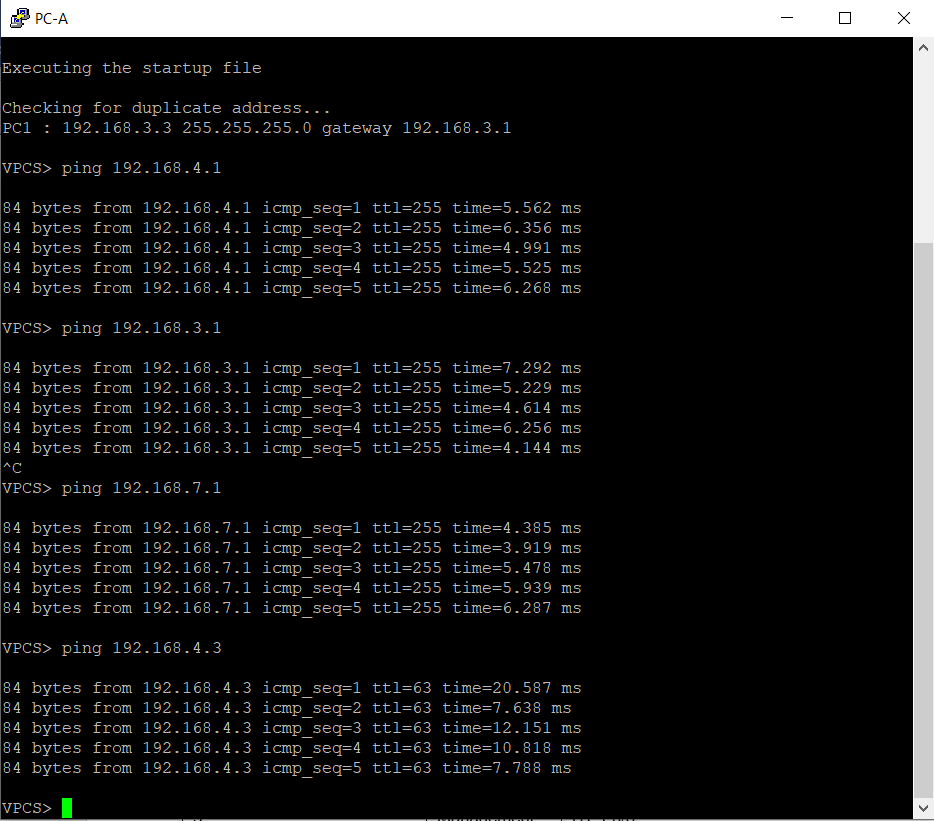 PC-A
Executing the startup file
Checking for duplicate address...
PC1 : 192.168.3.3 255.255.255.0 gateway 192.168.3.1
VPCS> ping 192.168.4.1
84 bytes from 192.168.4.1 icmp_seq=1 ttl=255 time=5.562 ms
84 bytes from 192.168.4.1 icmp_seq=2 ttl=255 time=6.356 ms
84 bytes from 192.168.4.1 icmp_seq=3 ttl=255 time=4.991 ms
84 bytes from 192.168.4.1 icmp_seq=4 ttl=255 time=5.525 ms
84 bytes from 192.168.4.1 icmp_seq=5 ttl=255 time=6.268 ms
VPCS> ping 192.168.3.1
84 bytes from 192.168.3.1 icmp_seq=1 ttl=255 time=7.292 ms
84 bytes from 192.168.3.1 icmp_seq=2 ttl=255 time=5.229 ms
84 bytes from 192.168.3.1 icmp_seq=3 ttl=255 time=4.614 ms
84 bytes from 192.168.3.1 icmp_seq=4 ttl=255 time=6.256 ms
84 bytes from 192.168.3.1 icmp_seq=5 ttl=255 time=4.144 ms
^C
VPCS> ping 192.168.7.1
84 bytes from 192.168.7.1 icmp_seq=1 ttl=255 time=4.385 ms
84 bytes from 192.168.7.1 icmp_seq=2 ttl=255 time=3.919 ms
84 bytes from 192.168.7.1 icmp_seq=3 ttl=255 time=5.478 ms
84 bytes from 192.168.7.1 icmp_seq=4 ttl=255 time=5.939 ms
84 bytes from 192.168.7.1 icmp_seq=5 ttl=255 time=6.287 ms
VPCS> ping 192.168.4.3
84 bytes from 192.168.4.3 icmp_seq=1 ttl=63 time=20.587 ms
84 bytes from 192.168.4.3 icmp_seq=2 ttl=63 time=7.638 ms
84 bytes from 192.168.4.3 icmp_seq=3 ttl=63 time=12.151 ms
84 bytes from 192.168.4.3 icmp_seq=4 ttl=63 time=10.818 ms
84 bytes from 192.168.4.3 icmp_seq=5 ttl=63 time=7.788 ms
VPCS>